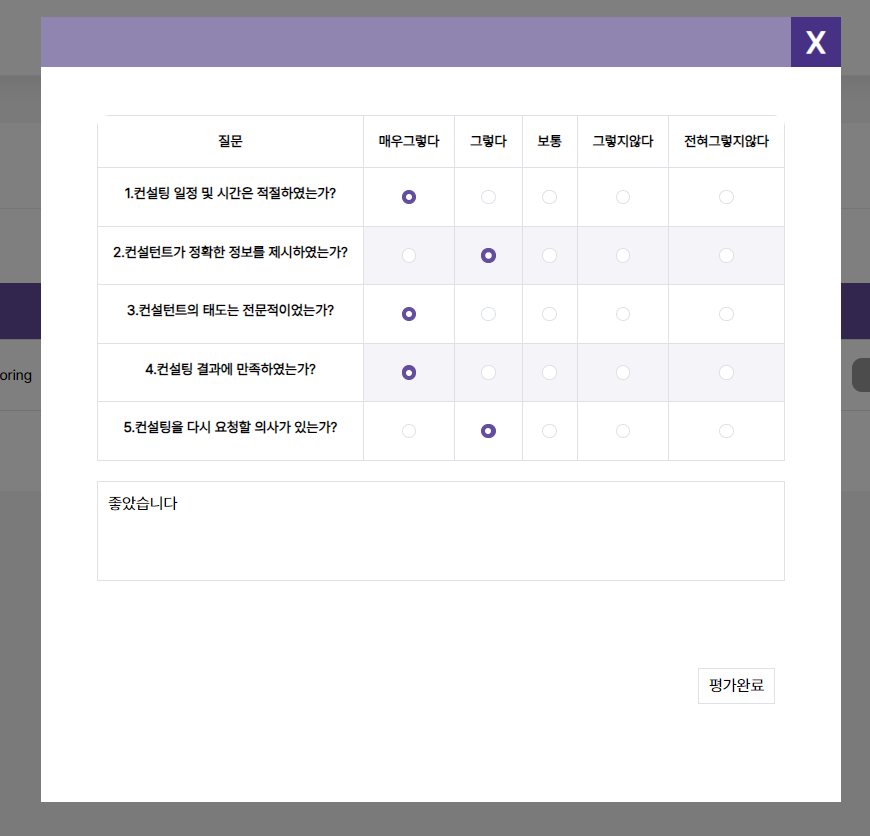 X
질문 매우그렇다 그렇다 보통 그렇지않다 전혀그렇지않다
1.컨설팅 일정 및 시간은 적절하였는가?
2.컨설턴트가 정확한 정보를 제시하였는가?
3.컨설턴트의 태도는 전문적이었는가?
oring
4.컨설팅 결과에 만족하였는가?
5.컨설팅을 다시 요청할 의사가 있는가?
좋았습니다
평가완료